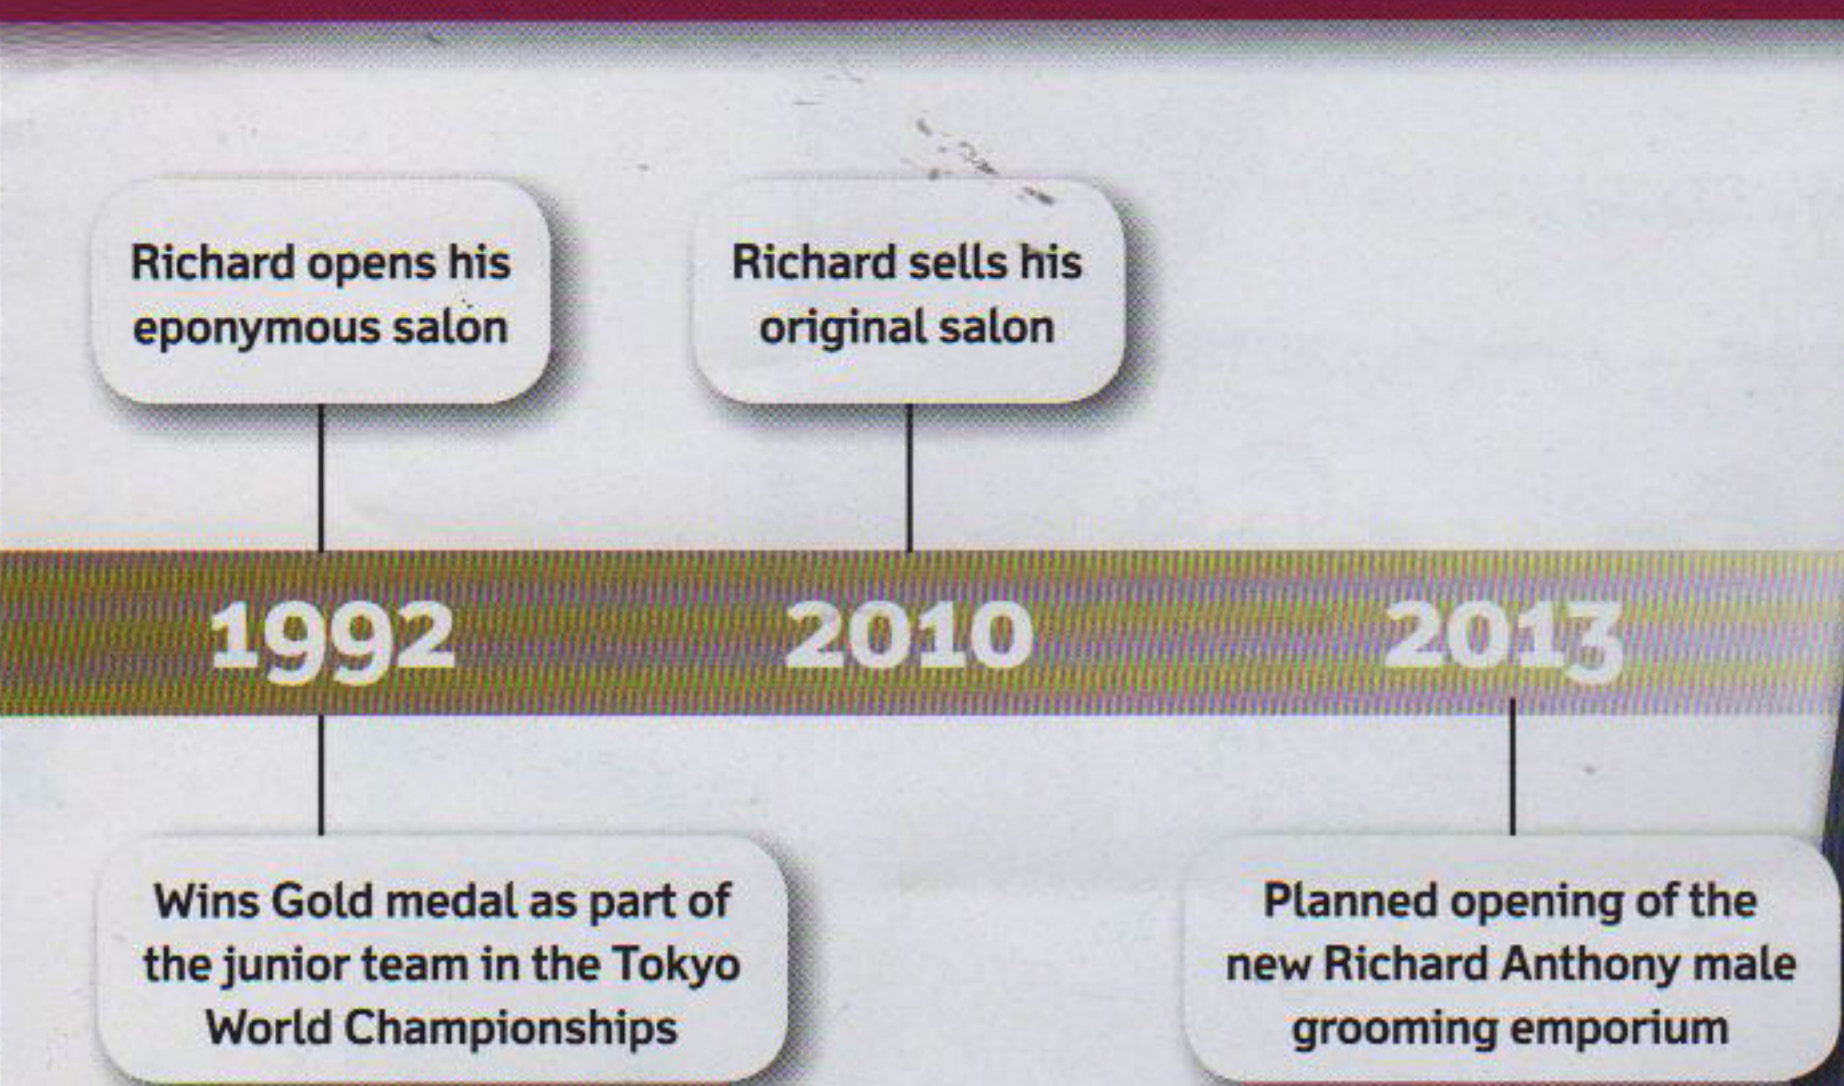 Richard opens his
eponymous salon
Richard sells his
original salon
1992
2010
2013
Wins Gold medal as part of
the junior team in the Tokyo
World Championships
Planned opening of the
new Richard Anthony male
grooming emporium